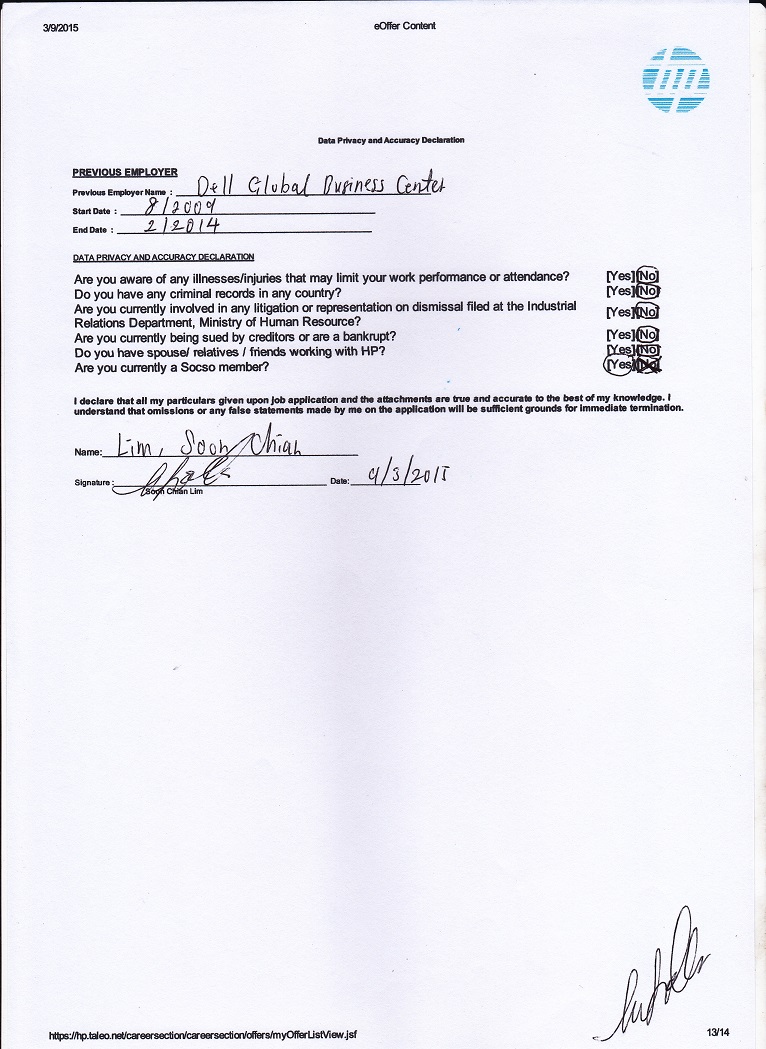 3/9/2015 eOffer Content
hp
Data Privacy and Accuracy Declaration
PREVIOUS EMPLOYER
Previous Employer Name : Dell Global Business Center
Start Date : 8/2009
End Date : 2/2014
DATA PRIVACY AND ACCURACY DECLARATION
Are you aware of any illnesses/injuries that may limit your work performance or attendance? [Yes][No]
Do you have any criminal records in any country? [Yes][No]
Are you currently involved in any litigation or representation on dismissal filed at the Industrial [Yes][No]
Relations Department, Ministry of Human Resource?
Are you currently being sued by creditors or are a bankrupt? [Yes][No]
Do you have spouse/ relatives / friends working with HP? [Yes][No]
Are you currently a Socso member? [Yes][No]
I declare that all my particulars given upon job application and the attachments are true and accurate to the best of my knowledge. I
understand that omissions or any false statements made by me on the application will be sufficient grounds for immediate termination.
Name: Lim, Soon Chian
Signature : Date: 9/3/2015
Soon Chian Lim
https://hp.taleo.net/careersection/careersection/offers/myOfferListView.jsf 13/14